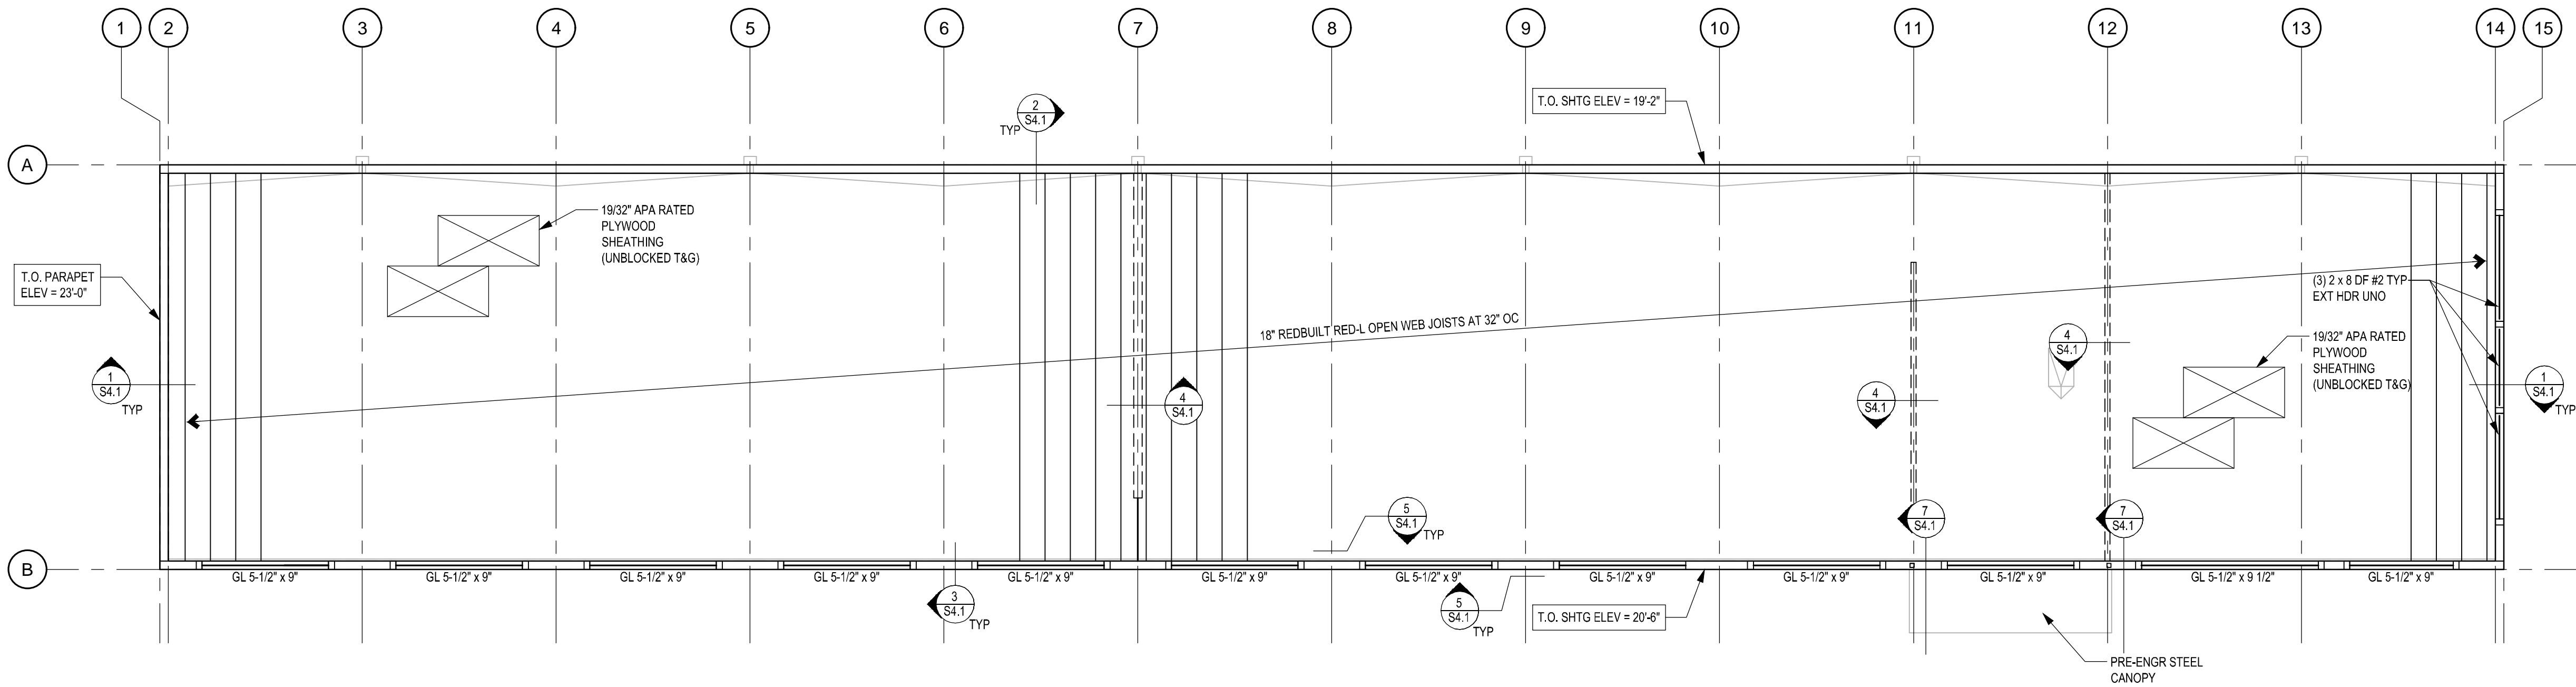 1
2
3
4
5
6
7
8
9
10
11
12
13
14
15
2
S4.1
TYP
T.O. SHTG ELEV = 19'-2"
A
19/32" APA RATED
PLYWOOD
SHEATHING
(UNBLOCKED T&G)
T.O. PARAPET
ELEV = 23'-0"
(3) 2 x 8 DF #2 TYP
EXT HDR UNO
18" REDBUILT RED-L OPEN WEB JOISTS AT 32" OC
4
S4.1
19/32" APA RATED
PLYWOOD
SHEATHING
(UNBLOCKED T&G)
1
S4.1
TYP
4
S4.1
4
S4.1
1
S4.1
TYP
5
S4.1
TYP
7
S4.1
7
S4.1
B
GL 5-1/2" x 9"
GL 5-1/2" x 9"
GL 5-1/2" x 9"
GL 5-1/2" x 9"
GL 5-1/2" x 9"
GL 5-1/2" x 9"
GL 5-1/2" x 9"
GL 5-1/2" x 9"
GL 5-1/2" x 9"
GL 5-1/2" x 9"
GL 5-1/2" x 9 1/2"
GL 5-1/2" x 9"
3
S4.1
TYP
5
S4.1
TYP
T.O. SHTG ELEV = 20'-6"
PRE-ENGR STEEL
CANOPY